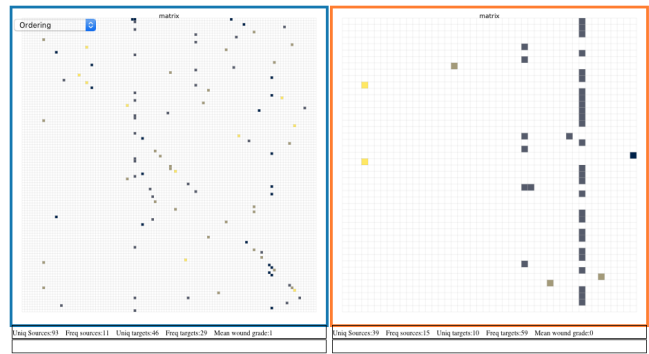 matrix
Ordering
matrix
Uniq Sources:93 Freq sources:11 Uniq targets:46 Freq targets:29 Mean wound grade:1
Uniq Sources:39 Freq sources:15 Uniq targets:10 Freq targets:59 Mean wound grade:0